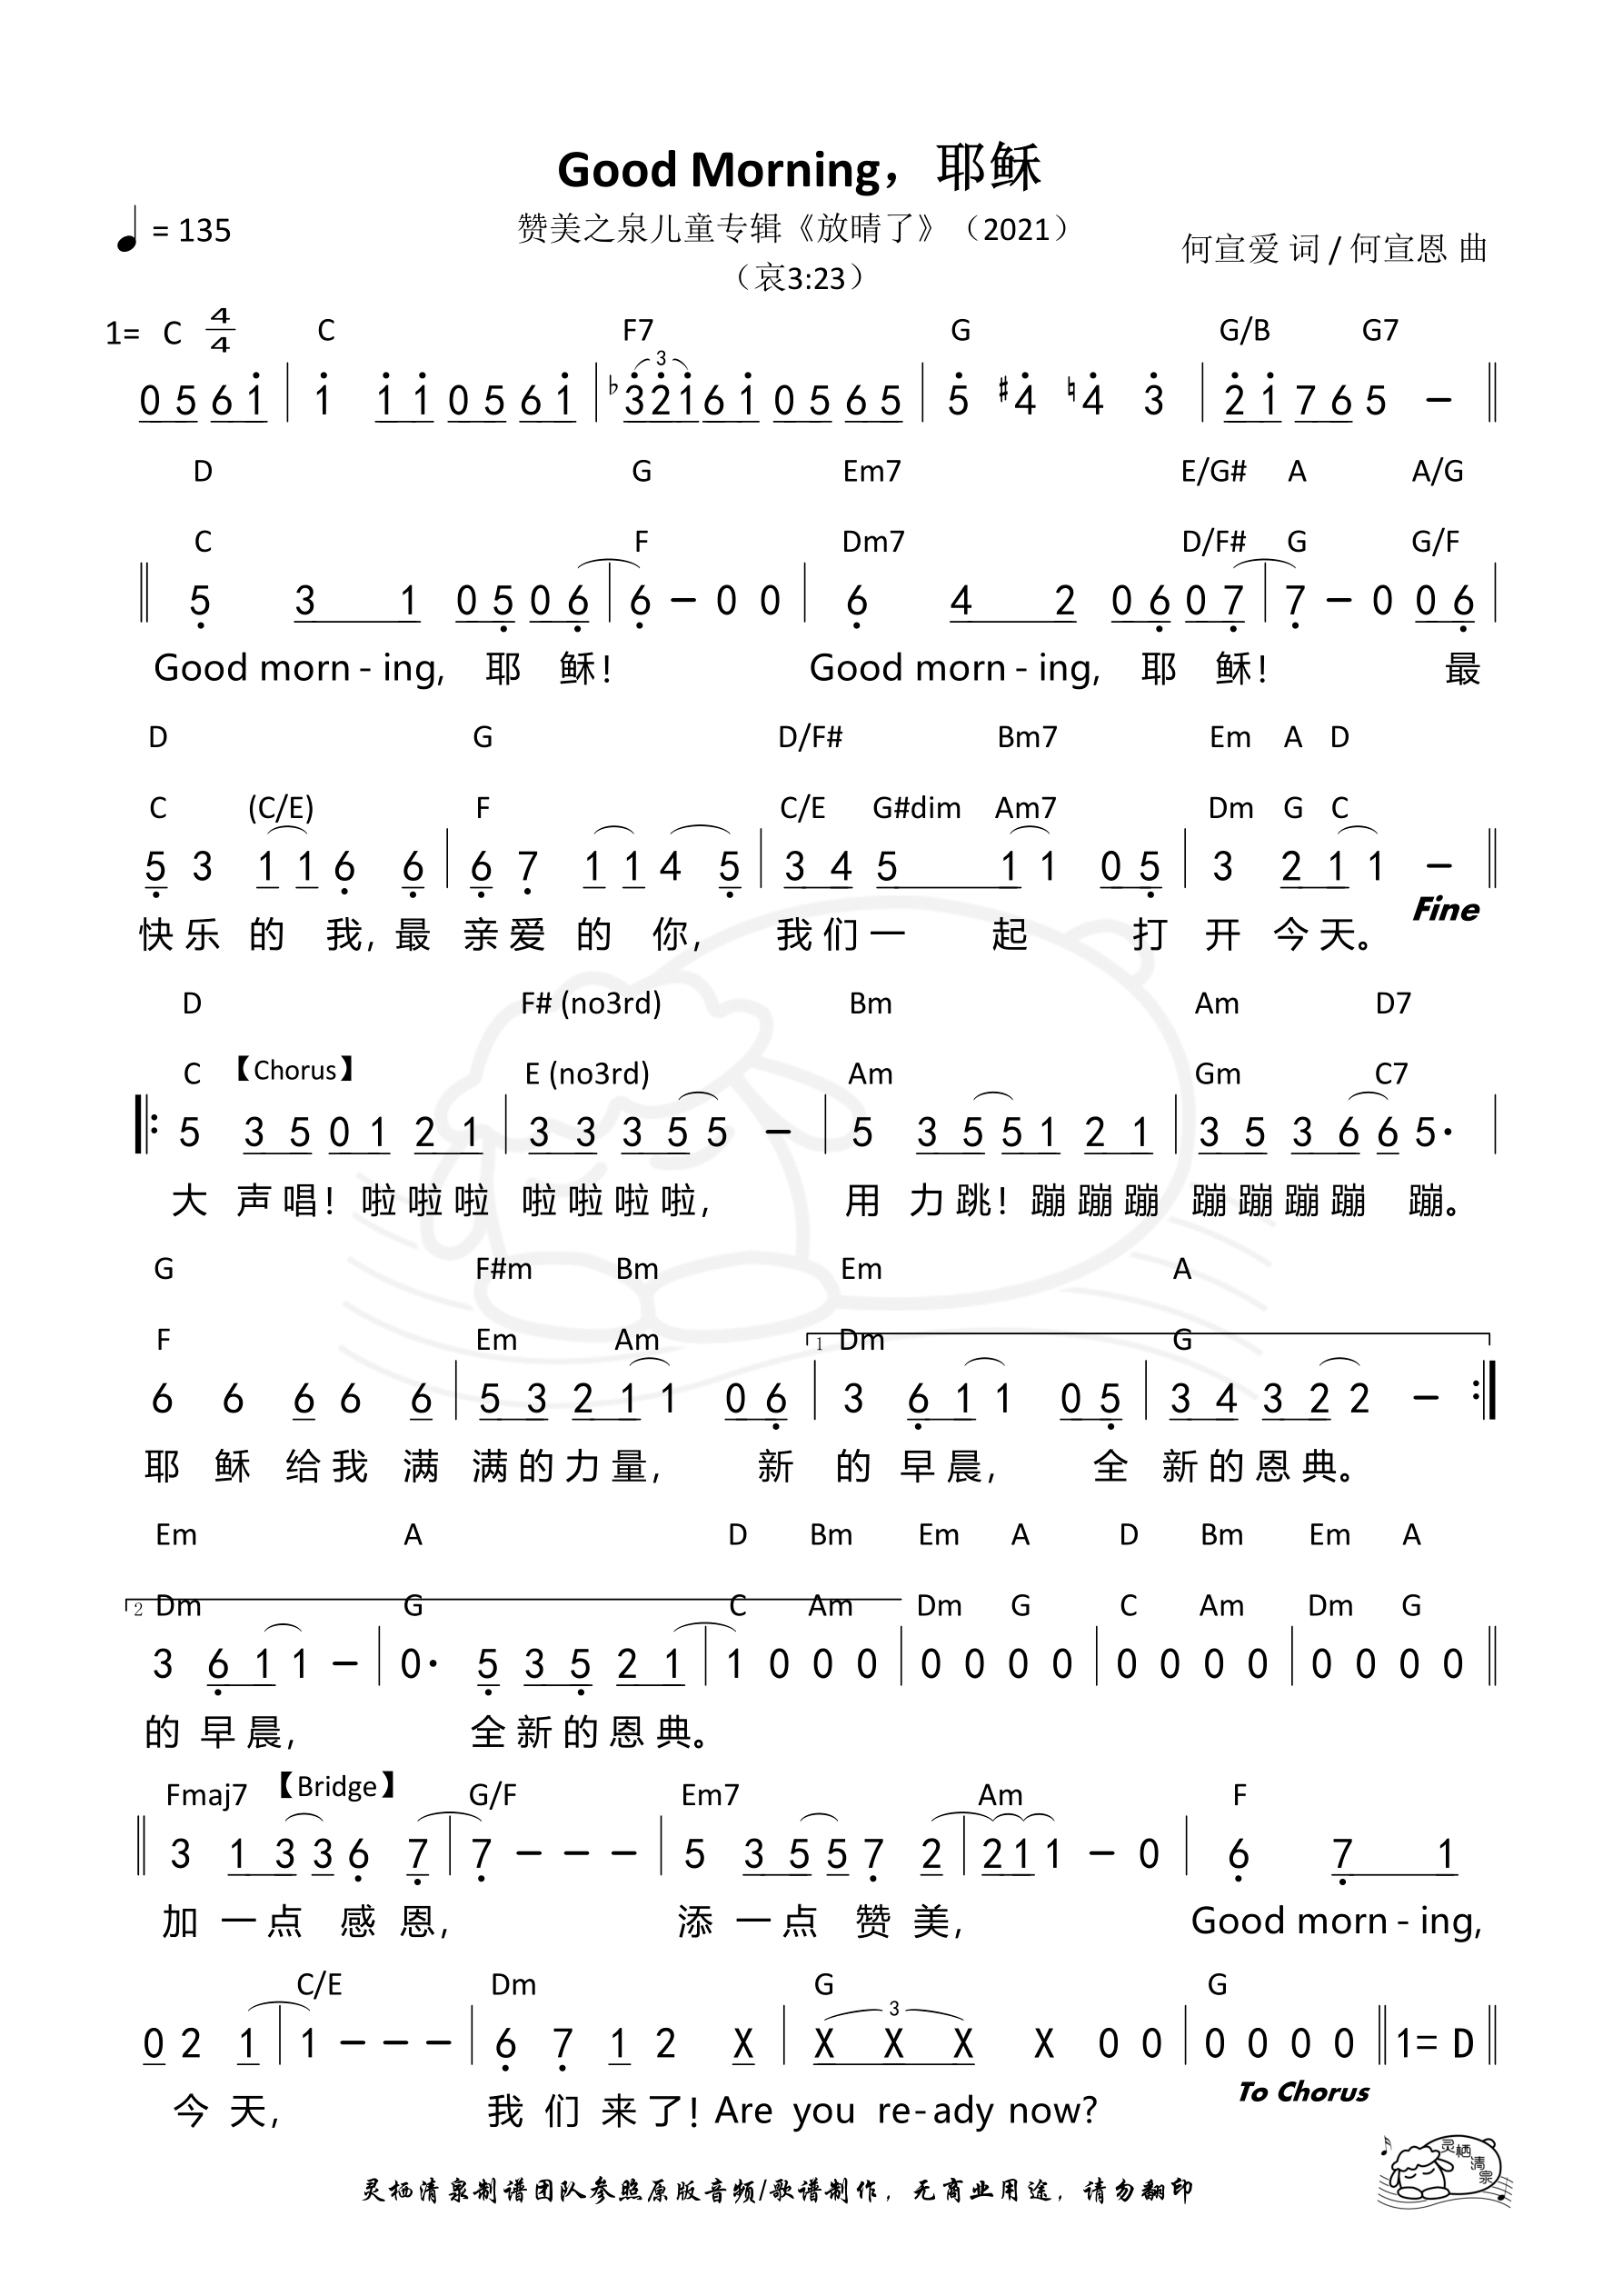 Good Morning，耶稣
♩ = 135
赞美之泉儿童专辑《放晴了》（2021）
何宣爱 词 / 何宣恩 曲
（哀3:23）
1= C 4/4 C F7 G G/B G7
0 5 6 1 | 1 1 1 0 5 6 1 | ♭3 2 1 6 1 0 5 6 5 | 5 ♯4 ♮4 3 | 2 1 7 6 5 – ‖
D G Em7 E/G# A A/G
C F Dm7 D/F# G G/F
‖ 5 3 1 0 5 0 6 | 6 – 0 0 | 6 4 2 0 6 0 7 | 7 – 0 0 6 |
Good morn - ing, 耶 稣! Good morn - ing, 耶 稣! 最
D G D/F# Bm7 Em A D
C (C/E) F C/E G#dim Am7 Dm G C
5 3 1 1 6 6 | 6 7 1 1 4 5 | 3 4 5 1 1 0 5 | 3 2 1 1 – ‖
Fine
快 乐 的 我, 最 亲 爱 的 你, 我 们 一 起 打 开 今 天。
D F# (no3rd) Bm Am D7
C 【Chorus】 E (no3rd) Am Gm C7
‖: 5 3 5 0 1 2 1 | 3 3 3 5 5 – | 5 3 5 5 1 2 1 | 3 5 3 6 6 5· |
大 声 唱! 啦 啦 啦 啦 啦 啦 啦, 用 力 跳! 蹦 蹦 蹦 蹦 蹦 蹦 蹦 蹦。
G F#m Bm Em A
F Em Am 1 Dm G
6 6 6 6 6 | 5 3 2 1 1 0 6 | 3 6 1 1 0 5 | 3 4 3 2 2 – :‖
耶 稣 给 我 满 满 的 力 量, 新 的 早 晨, 全 新 的 恩 典。
Em A D Bm Em A D Bm Em A
2 Dm G C Am Dm G C Am Dm G
3 6 1 1 – | 0· 5 3 5 2 1 | 1 0 0 0 | 0 0 0 0 | 0 0 0 0 | 0 0 0 0 ‖
的 早 晨, 全 新 的 恩 典。
Fmaj7 【Bridge】 G/F Em7 Am F
‖ 3 1 3 3 6 7 | 7 – – – | 5 3 5 5 7 2 | 2 1 1 – 0 | 6 7 1
加 一 点 感 恩, 添 一 点 赞 美, Good morn - ing,
C/E Dm G G
0 2 1 | 1 – – – | 6 7 1 2 X | X X X X 0 0 | 0 0 0 0 ‖ 1= D ‖
To Chorus
今 天, 我 们 来 了! Are you re-ady now?
灵栖清泉
灵栖清泉制谱团队参照原版音频/歌谱制作，无商业用途，请勿翻印